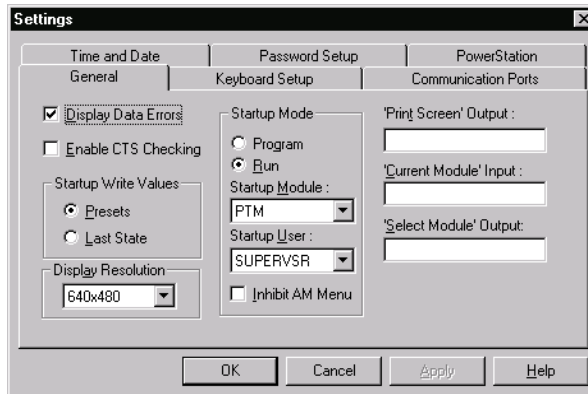 Settings
Time and Date
Password Setup
PowerStation
General
Keyboard Setup
Communication Ports
Display Data Errors
Enable CTS Checking
Startup Write Values
Presets
Last State
Display Resolution
640x480
Startup Mode
Program
Run
Startup Module :
PTM
Startup User :
SUPERVSR
Inhibit AM Menu
'Print Screen' Output :
'Current Module' Input :
'Select Module' Output:
OK
Cancel
Apply
Help